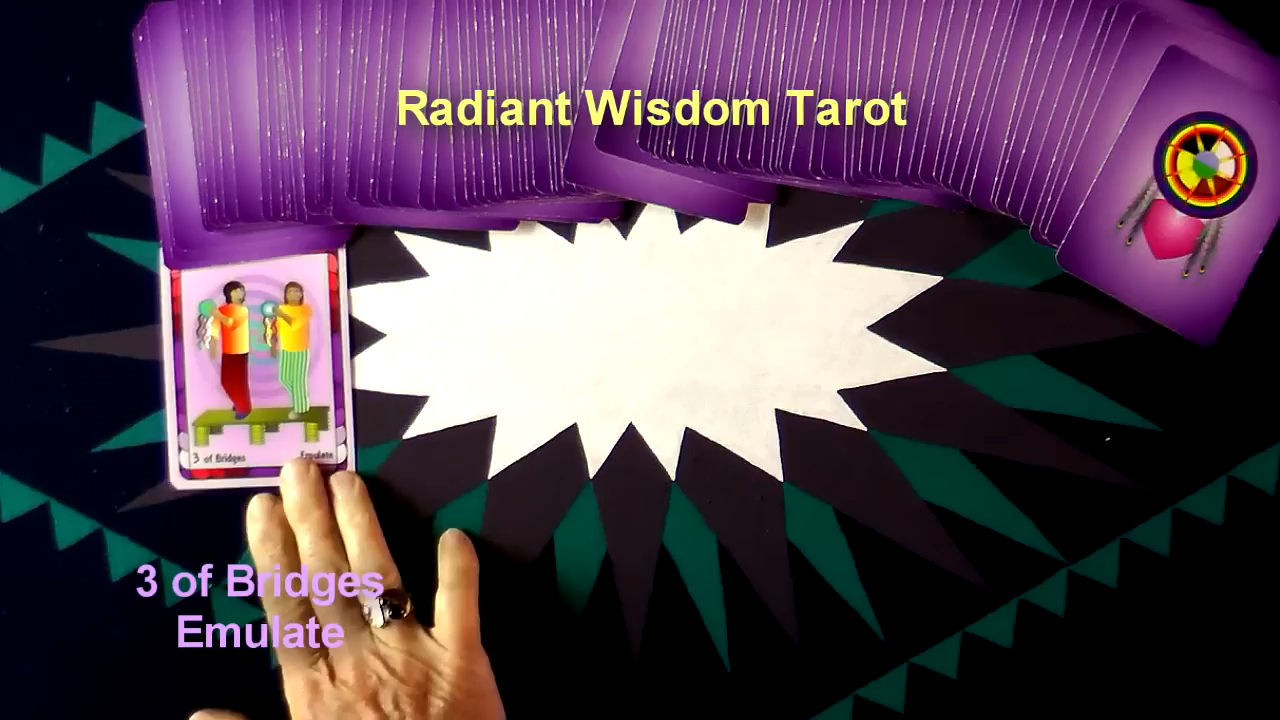 Radiant Wisdom Tarot
3 of Bridges
Emulate
3 of Bridges
Emulate